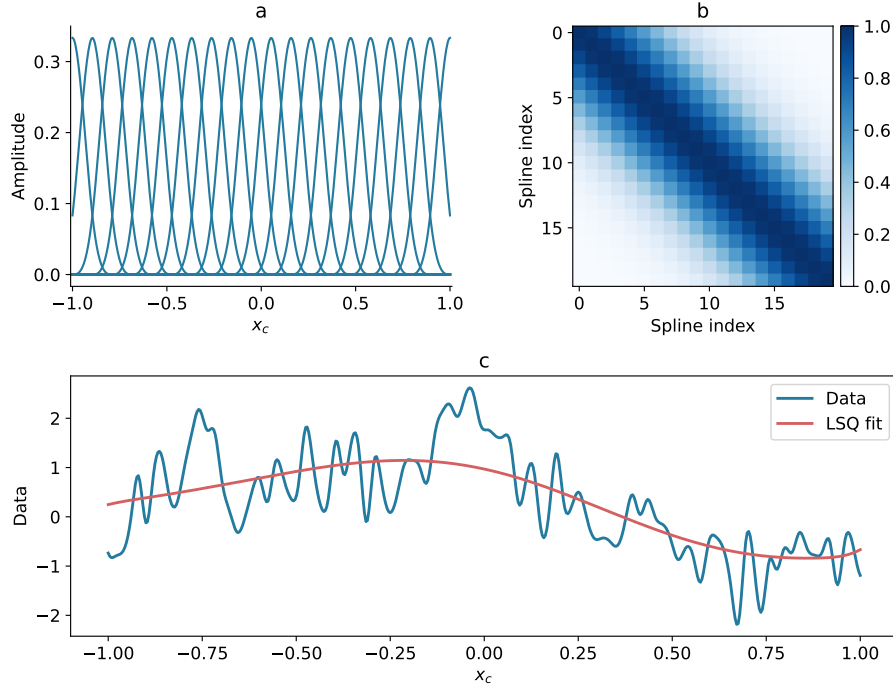 a
Amplitude
0.3
0.2
0.1
0.0
−1.0 −0.5 0.0 0.5 1.0
x_c
b
Spline index
0
5
10
15
0 5 10 15
Spline index
1.0
0.8
0.6
0.4
0.2
0.0
c
Data
2
1
0
−1
−2
−1.00 −0.75 −0.50 −0.25 0.00 0.25 0.50 0.75 1.00
x_c
Data
LSQ fit